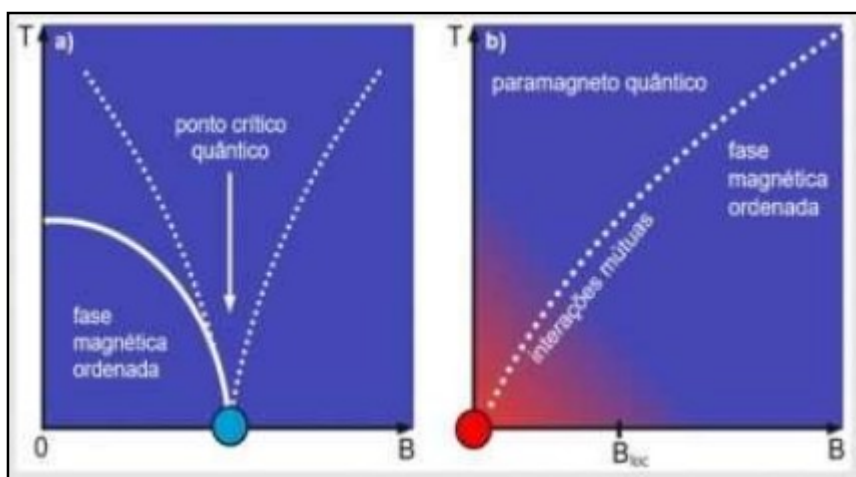 T
a)
ponto crítico
quântico
fase
magnética
ordenada
0
B
T
b)
paramagneto quântico
fase
magnética
ordenada
interações mútuas
Bloc
B